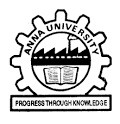 ANNA UNIVERSITY
PROGRESS THROUGH KNOWLEDGE